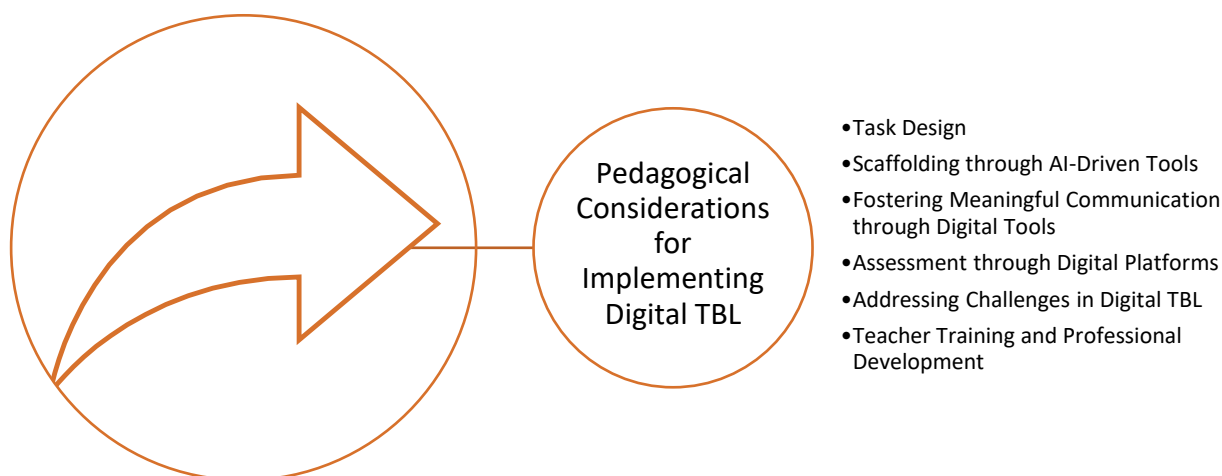 Pedagogical
Considerations
for
Implementing
Digital TBL
•Task Design
•Scaffolding through AI-Driven Tools
•Fostering Meaningful Communication
through Digital Tools
•Assessment through Digital Platforms
•Addressing Challenges in Digital TBL
•Teacher Training and Professional
Development